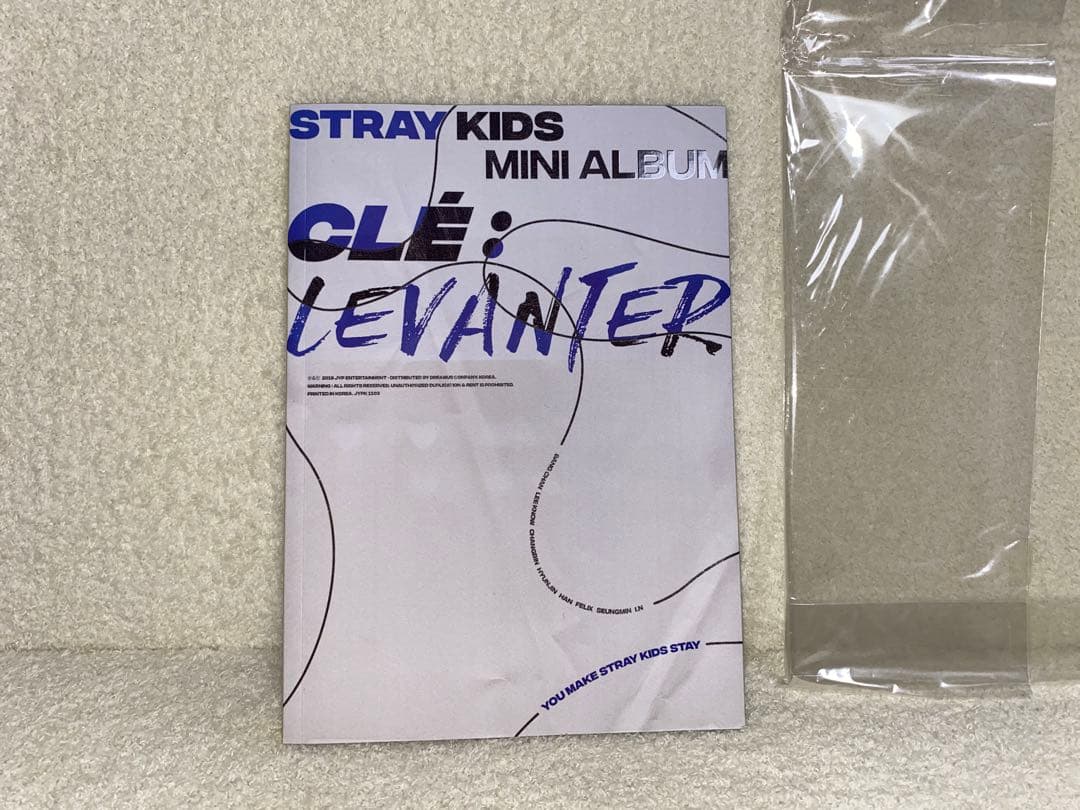 STRAY KIDS
MINI ALBUM
CLÉ :
LEVANTER
℗&© 2019 JYP ENTERTAINMENT · DISTRIBUTED BY DREAMUS COMPANY, KOREA.
WARNING : ALL RIGHTS RESERVED. UNAUTHORIZED DUPLICATION & RENT IS PROHIBITED.
PRINTED IN KOREA.
BANG CHAN LEE KNOW CHANGBIN HYUNJIN HAN FELIX SEUNGMIN I.N
YOU MAKE STRAY KIDS STAY